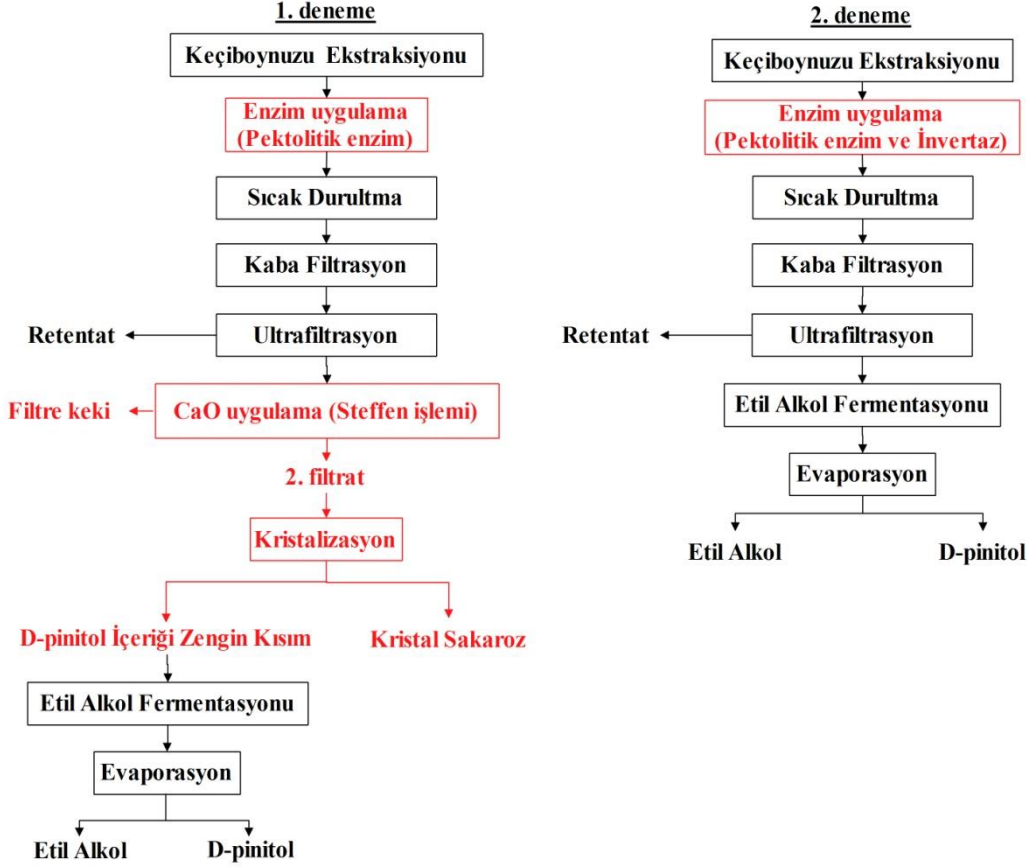 1. deneme
Keçiboynuzu Ekstraksiyonu
Enzim uygulama
(Pektolitik enzim)
Sıcak Durultma
Kaba Filtrasyon
Retentat
Ultrafiltrasyon
Filtre keki
CaO uygulama (Steffen işlemi)
2. filtrat
Kristalizasyon
D-pinitol İçeriği Zengin Kısım
Kristal Sakaroz
Etil Alkol Fermentasyonu
Evaporasyon
Etil Alkol
D-pinitol
2. deneme
Keçiboynuzu Ekstraksiyonu
Enzim uygulama
(Pektolitik enzim ve İnvertaz)
Sıcak Durultma
Kaba Filtrasyon
Retentat
Ultrafiltrasyon
Etil Alkol Fermentasyonu
Evaporasyon
Etil Alkol
D-pinitol